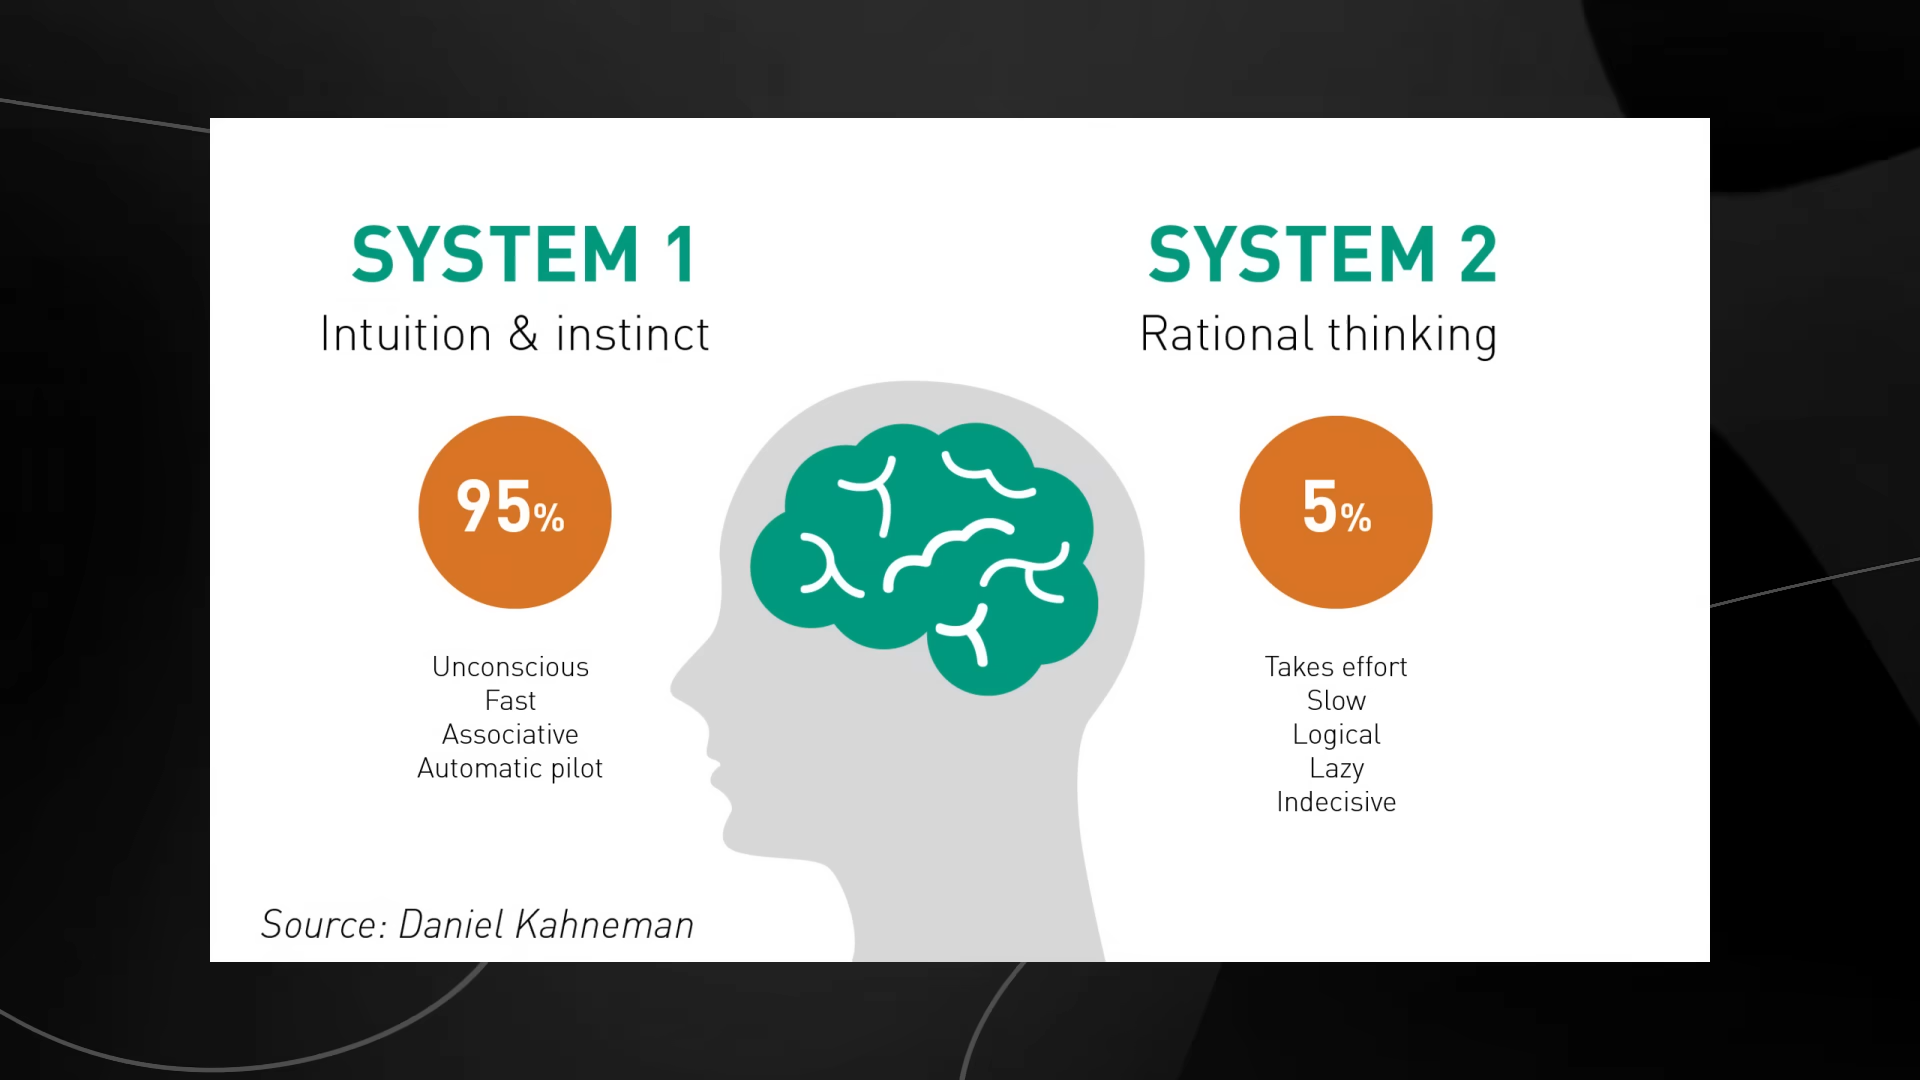 SYSTEM 1
Intuition & instinct
95%
Unconscious
Fast
Associative
Automatic pilot
SYSTEM 2
Rational thinking
5%
Takes effort
Slow
Logical
Lazy
Indecisive
Source: Daniel Kahneman